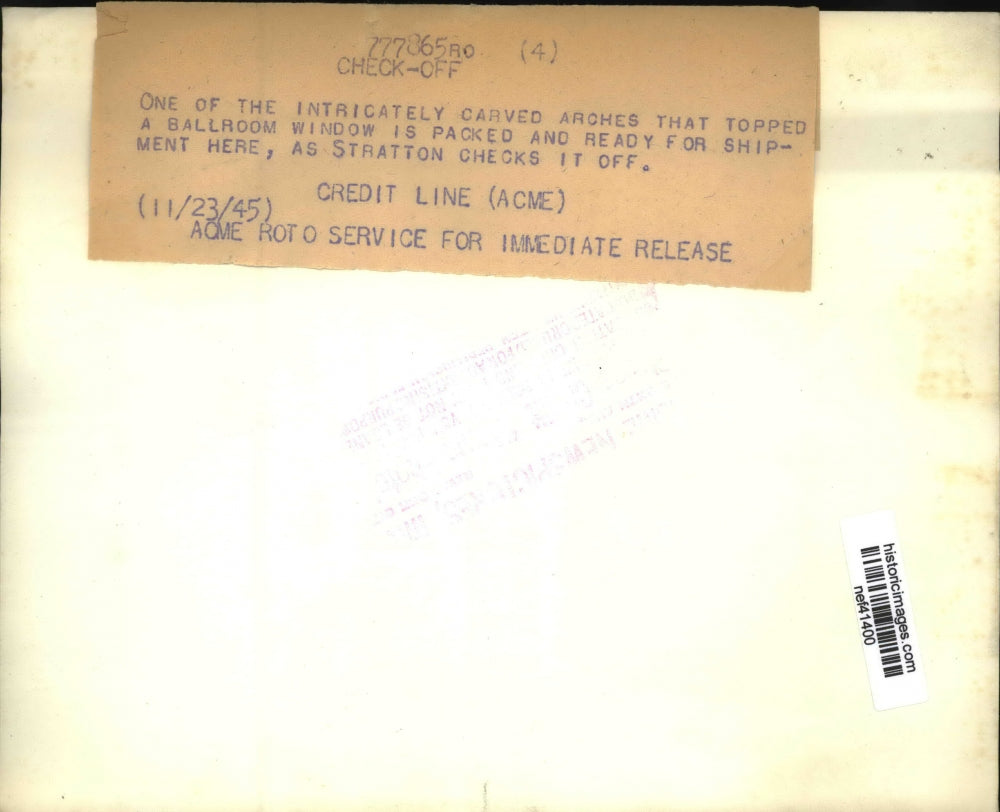 777865RO (4)
CHECK-OFF
ONE OF THE INTRICATELY CARVED ARCHES THAT TOPPED
A BALLROOM WINDOW IS PACKED AND READY FOR SHIP-
MENT HERE, AS STRATTON CHECKS IT OFF.
CREDIT LINE (ACME)
(11/23/45)
ACME ROTO SERVICE FOR IMMEDIATE RELEASE
historicimages.com
nef41400